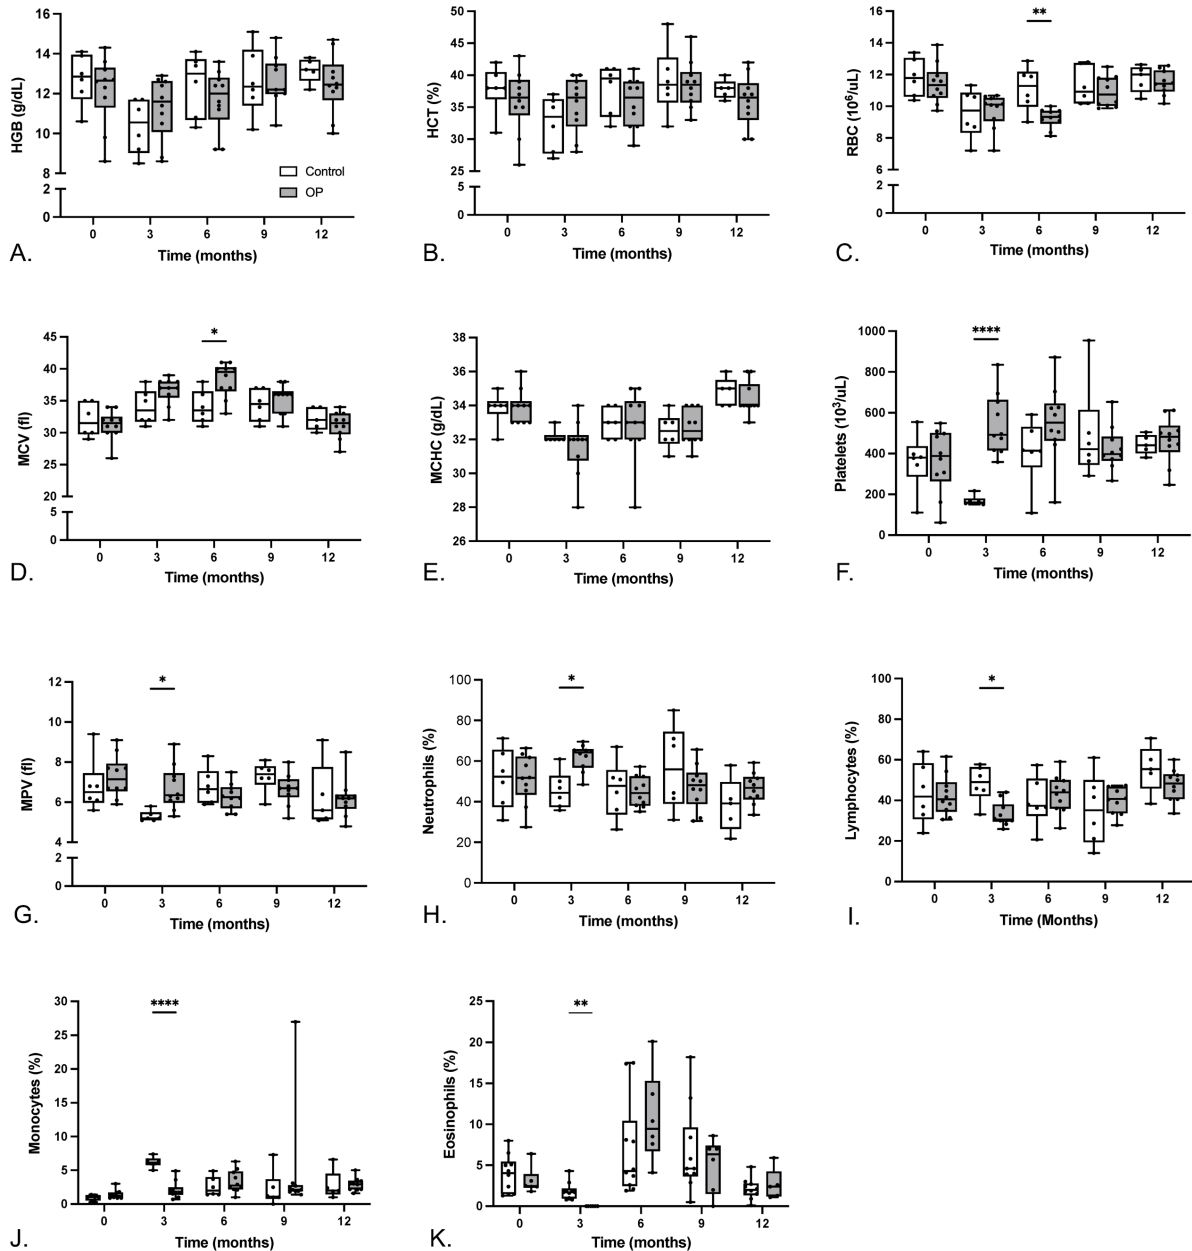 HGB (g/dL)
16
14
12
10
8
2
0
Control
OP
0 3 6 9 12
Time (months)
A.
HCT (%)
50
45
40
35
30
25
5
0
0 3 6 9 12
Time (months)
B.
RBC (10⁶/uL)
16
14
12
10
8
6
2
0
**
0 3 6 9 12
Time (months)
C.
MCV (fl)
45
40
35
30
25
20
5
0
*
0 3 6 9 12
Time (months)
D.
MCHC (g/dL)
38
36
34
32
30
28
26
0 3 6 9 12
Time (months)
E.
Platelets (10³/uL)
1000
800
600
400
200
0
****
0 3 6 9 12
Time (months)
F.
MPV (fl)
12
10
8
6
4
2
0
*
0 3 6 9 12
Time (months)
G.
Neutrophils (%)
100
80
60
40
20
0
*
0 3 6 9 12
Time (months)
H.
Lymphocytes (%)
100
80
60
40
20
0
*
0 3 6 9 12
Time (Months)
I.
Monocytes (%)
30
25
20
15
10
5
0
****
0 3 6 9 12
Time (months)
J.
Eosinophils (%)
25
20
15
10
5
0
**
0 3 6 9 12
Time (months)
K.